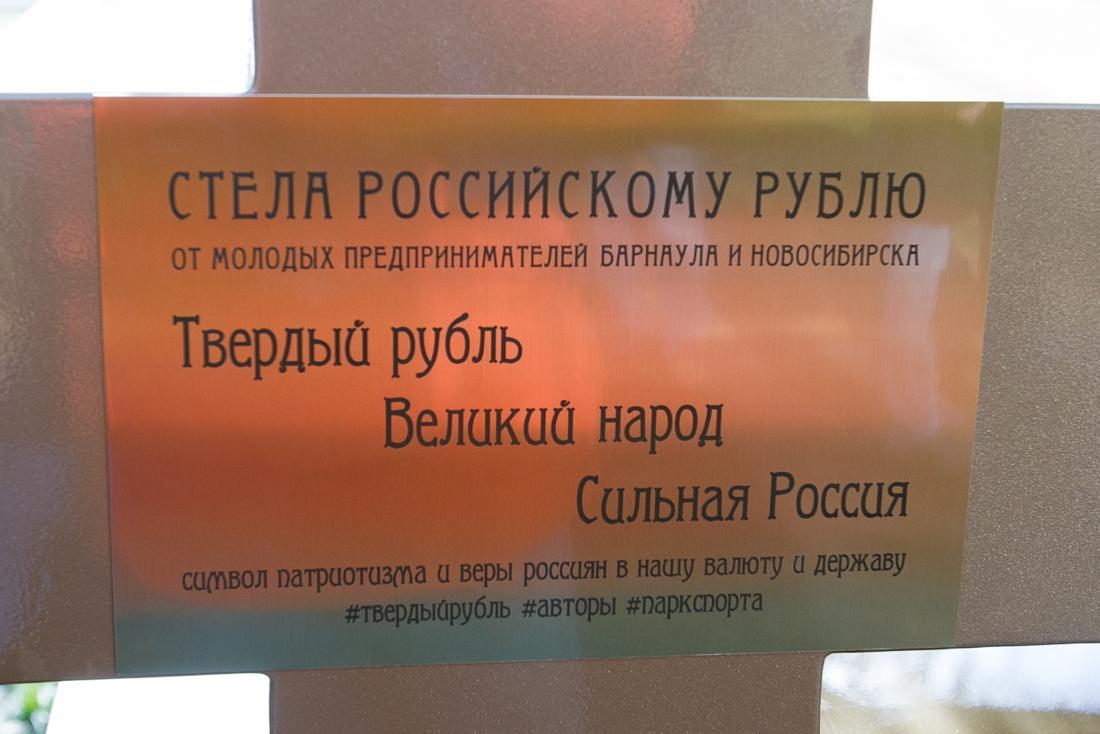 СТЕЛА РОССИЙСКОМУ РУБЛЮ
ОТ МОЛОДЫХ ПРЕДПРИНИМАТЕЛЕЙ БАРНАУЛА И НОВОСИБИРСКА
Твердый рубль
Великий народ
Сильная Россия
символ патриотизма и веры россиян в нашу валюту и державу
#твердыйрубль #авторы #паркспорта